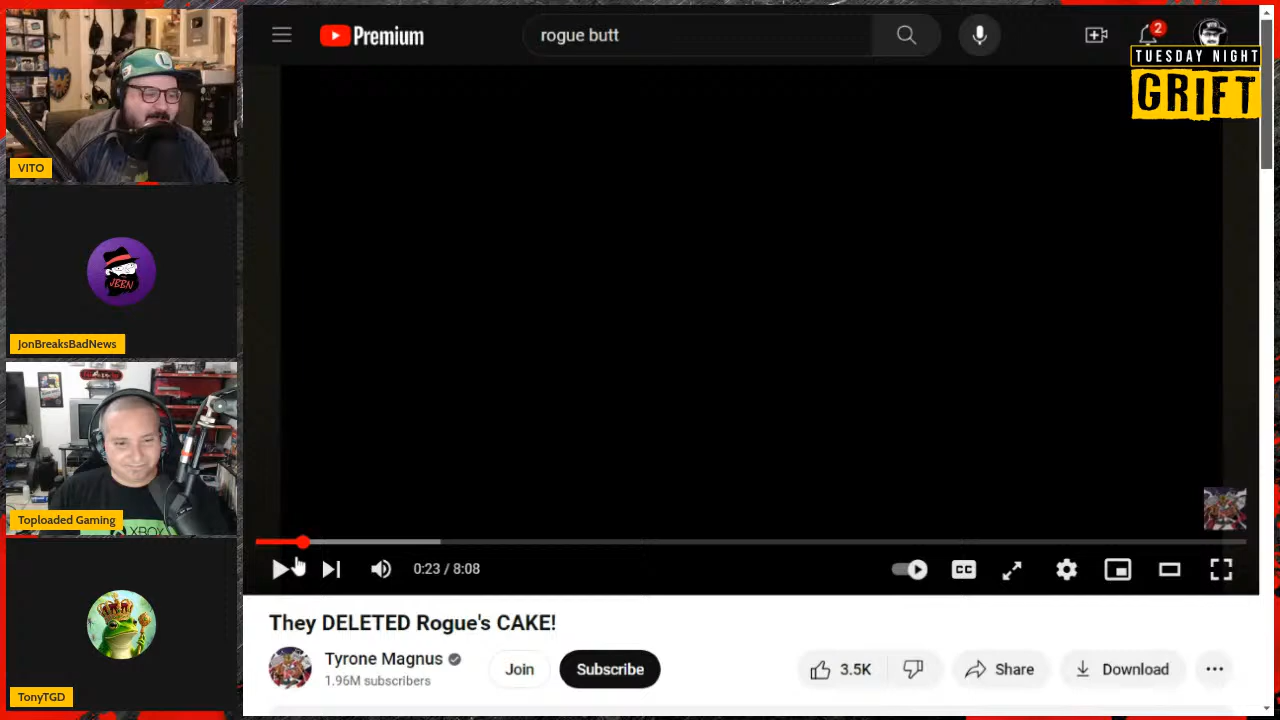 Premium
rogue butt
2
TUESDAY NIGHT
GRIFT
VITO
JBBN
JonBreaksBadNews
XBOX
Toploaded Gaming
TonyTGD
0:23 / 8:08
CC
They DELETED Rogue's CAKE!
Tyrone Magnus
1.96M subscribers
Join
Subscribe
3.5K
Share
Download